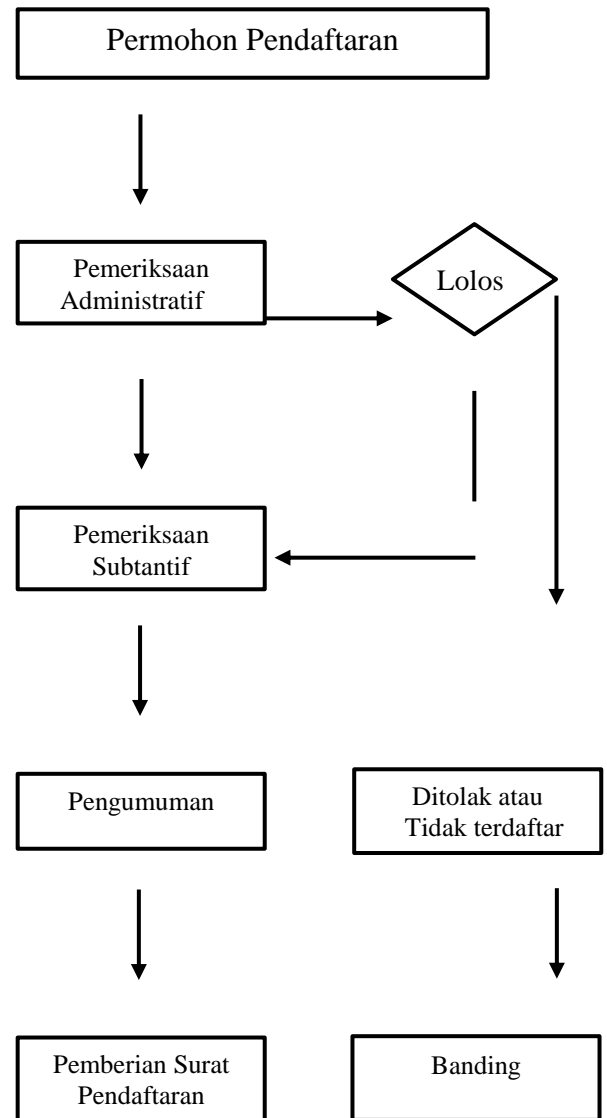 Permohon Pendaftaran
Pemeriksaan
Administratif
Lolos
Pemeriksaan
Subtantif
Pengumuman
Ditolak atau
Tidak terdaftar
Pemberian Surat
Pendaftaran
Banding